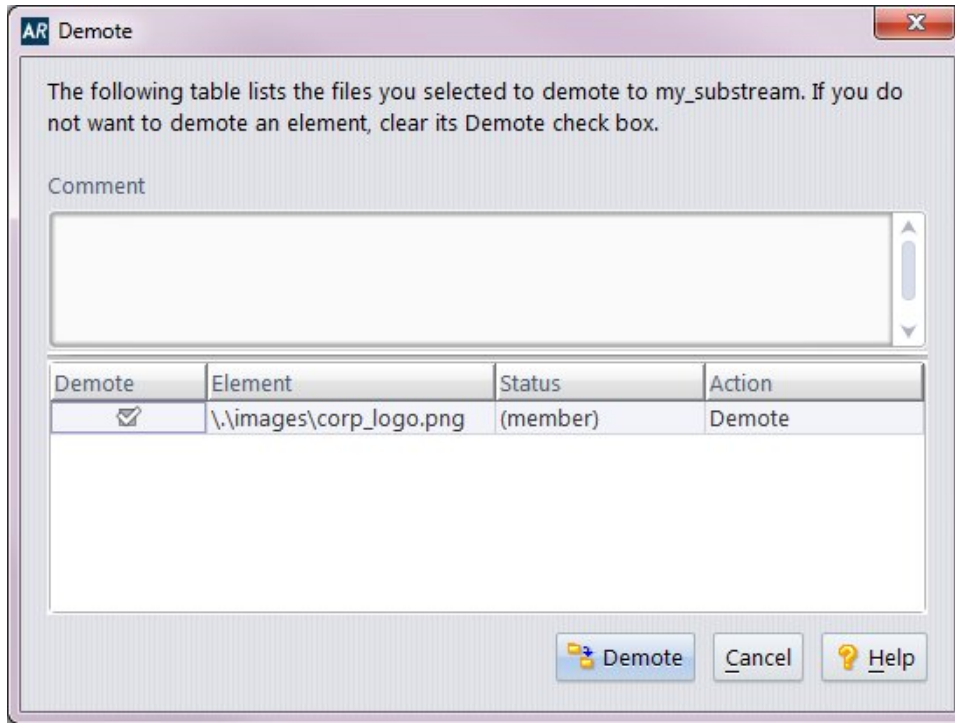 AR Demote
The following table lists the files you selected to demote to my_substream. If you do
not want to demote an element, clear its Demote check box.
Comment
Demote Element Status Action
\.\images\corp_logo.png (member) Demote
Demote Cancel Help